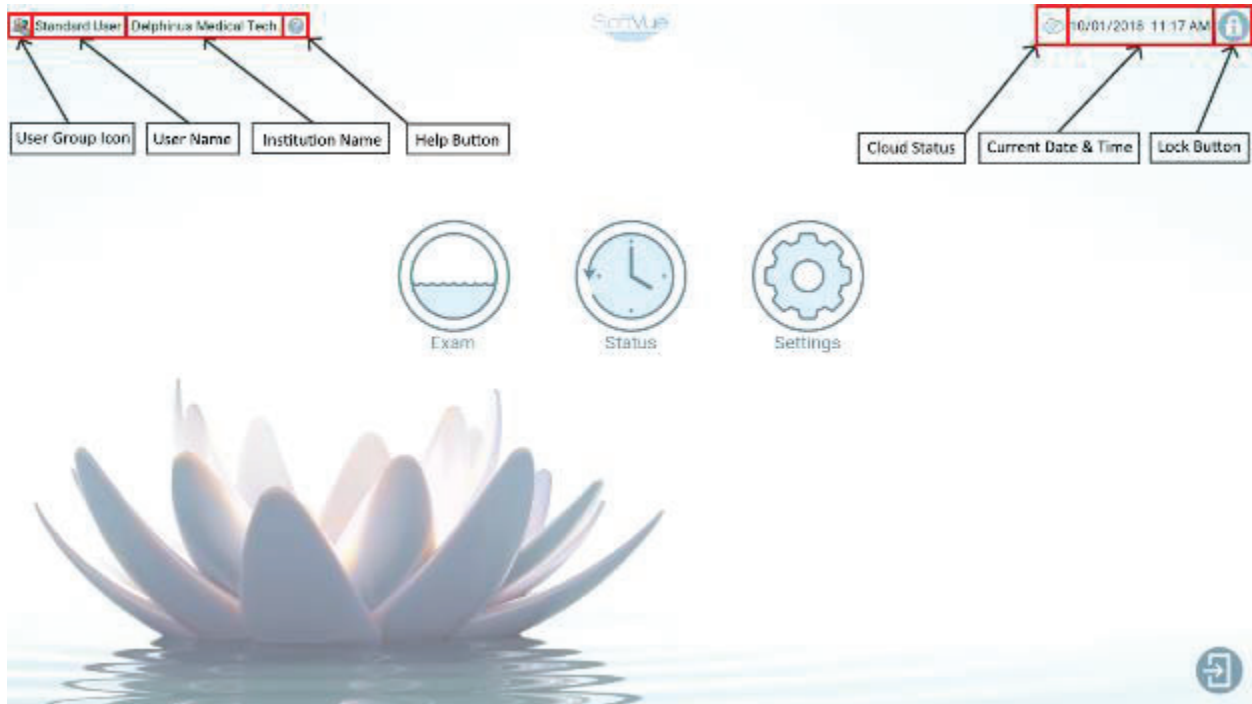 Standard User Delphinus Medical Tech
SoftVue
10/01/2018 11:17 AM
User Group Icon
User Name
Institution Name
Help Button
Cloud Status
Current Date & Time
Lock Button
Exam
Status
Settings